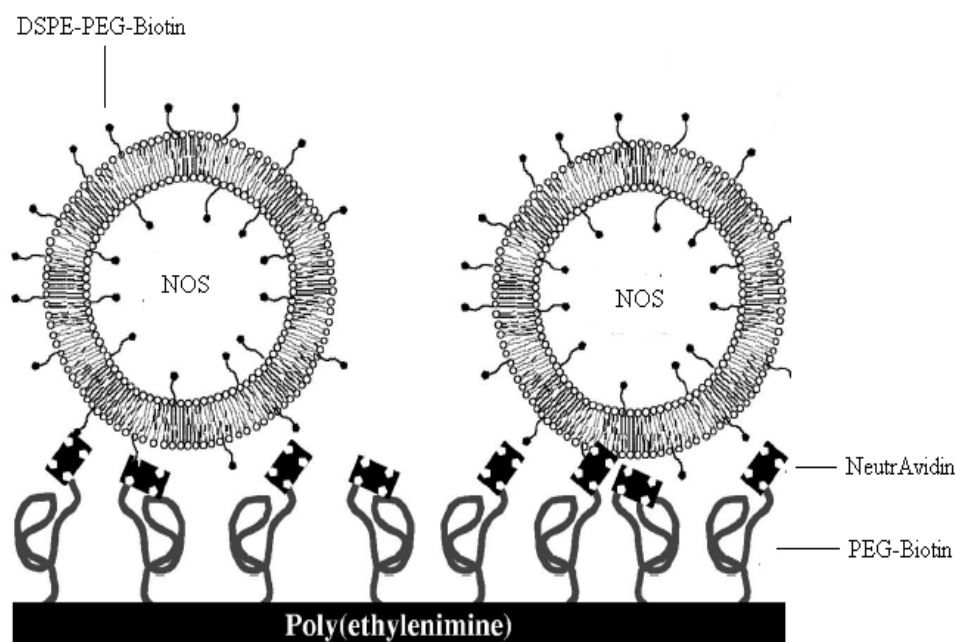 DSPE-PEG-Biotin
NOS
NOS
NeutrAvidin
PEG-Biotin
Poly(ethylenimine)